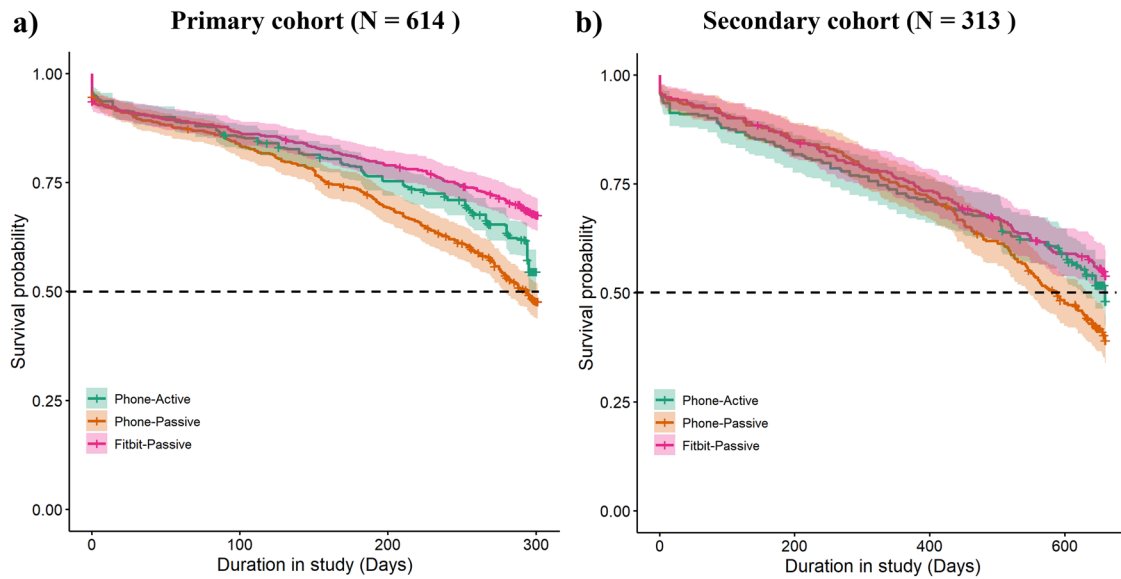 a)
Primary cohort (N = 614 )
Survival probability
1.00
0.75
0.50
0.25
0.00
Phone-Active
Phone-Passive
Fitbit-Passive
0 100 200 300
Duration in study (Days)
b)
Secondary cohort (N = 313 )
Survival probability
1.00
0.75
0.50
0.25
0.00
Phone-Active
Phone-Passive
Fitbit-Passive
0 200 400 600
Duration in study (Days)